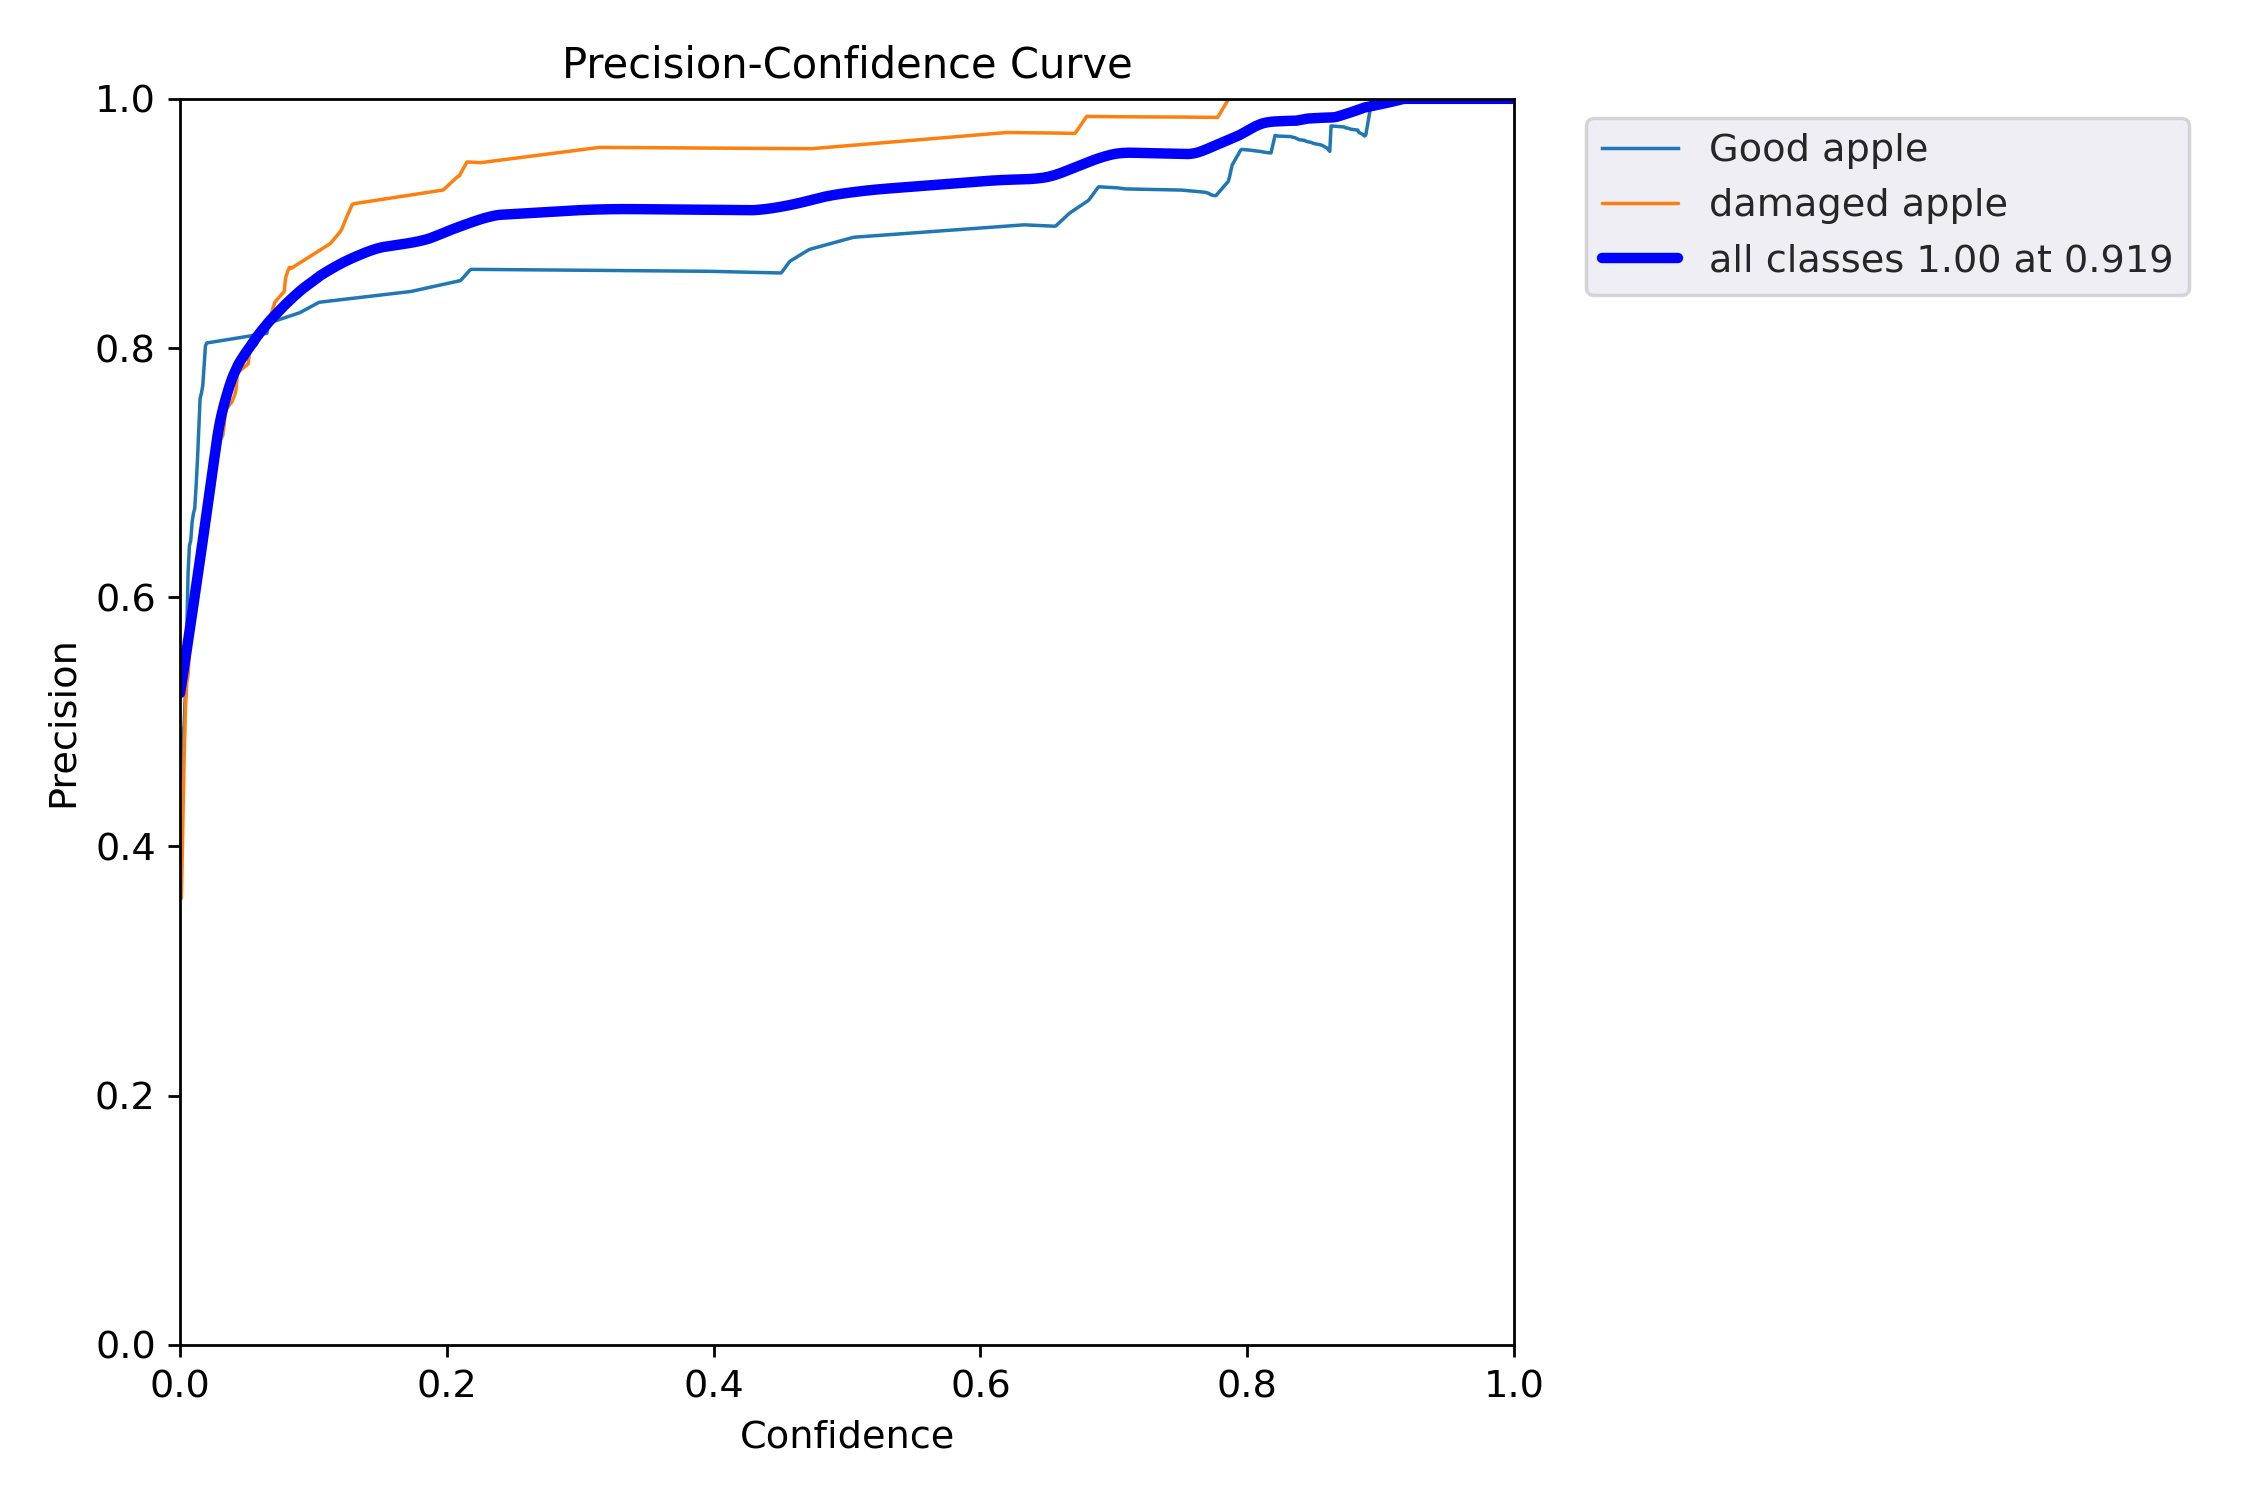 Precision-Confidence Curve
1.0
0.8
0.6
0.4
0.2
0.0
Precision
0.0 0.2 0.4 0.6 0.8 1.0
Confidence
Good apple
damaged apple
all classes 1.00 at 0.919